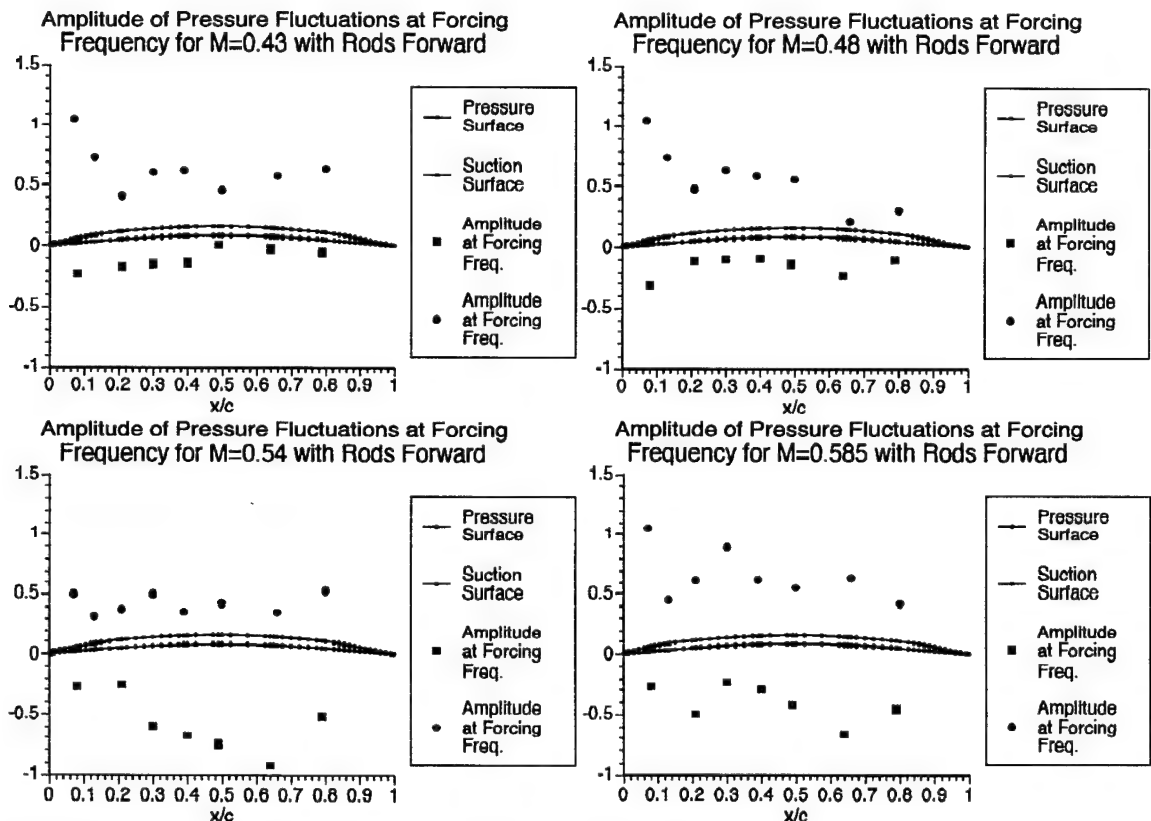 Amplitude of Pressure Fluctuations at Forcing
Frequency for M=0.43 with Rods Forward
1.5
1
0.5
0
-0.5
-1
0 0.1 0.2 0.3 0.4 0.5 0.6 0.7 0.8 0.9 1
x/c
Pressure
Surface
Suction
Surface
Amplitude
at Forcing
Freq.
Amplitude
at Forcing
Freq.
Amplitude of Pressure Fluctuations at Forcing
Frequency for M=0.48 with Rods Forward
1.5
1
0.5
0
-0.5
-1
0 0.1 0.2 0.3 0.4 0.5 0.6 0.7 0.8 0.9 1
x/c
Pressure
Surface
Suction
Surface
Amplitude
at Forcing
Freq.
Amplitude
at Forcing
Freq.
Amplitude of Pressure Fluctuations at Forcing
Frequency for M=0.54 with Rods Forward
1.5
1
0.5
0
-0.5
-1
0 0.1 0.2 0.3 0.4 0.5 0.6 0.7 0.8 0.9 1
x/c
Pressure
Surface
Suction
Surface
Amplitude
at Forcing
Freq.
Amplitude
at Forcing
Freq.
Amplitude of Pressure Fluctuations at Forcing
Frequency for M=0.585 with Rods Forward
1.5
1
0.5
0
-0.5
-1
0 0.1 0.2 0.3 0.4 0.5 0.6 0.7 0.8 0.9 1
x/c
Pressure
Surface
Suction
Surface
Amplitude
at Forcing
Freq.
Amplitude
at Forcing
Freq.